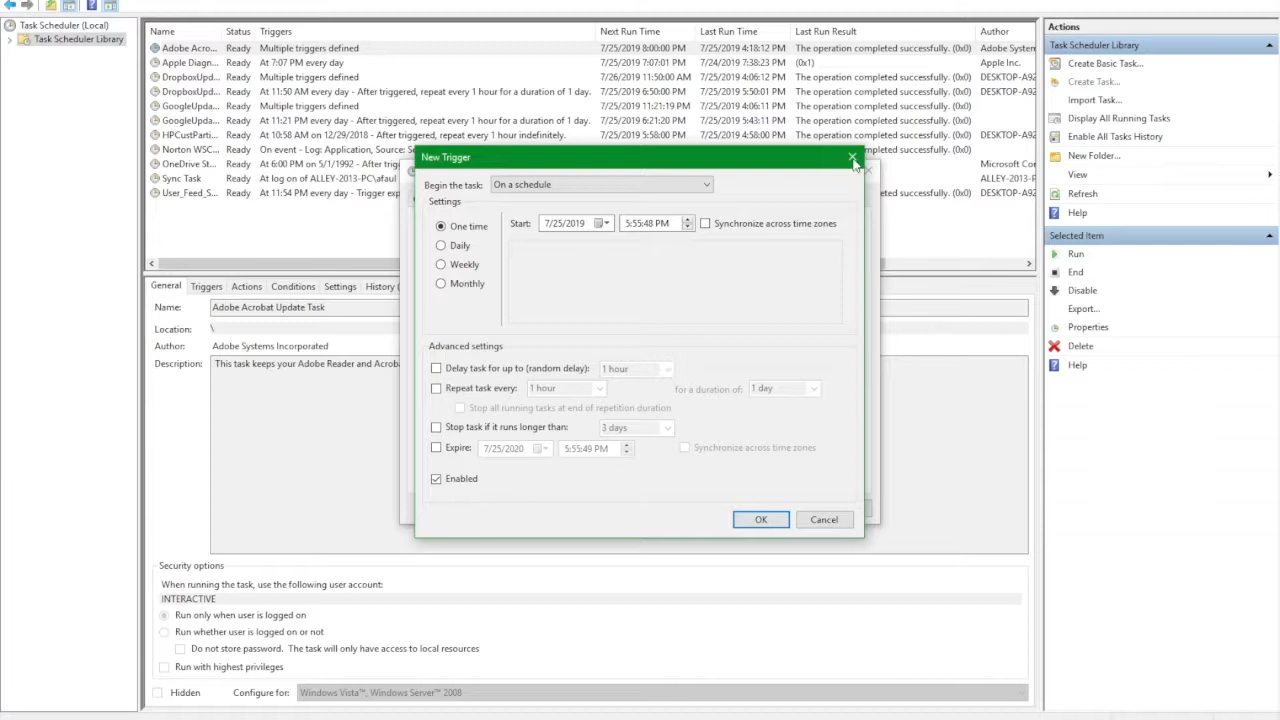 Task Scheduler (Local)
Task Scheduler Library
Name Status Triggers Next Run Time Last Run Time Last Run Result Author
Adobe Acro... Ready Multiple triggers defined 7/25/2019 8:00:00 PM 7/25/2019 4:18:12 PM The operation completed successfully. (0x0) Adobe System
Apple Diagn... Ready At 7:07 PM every day 7/25/2019 7:07:01 PM 7/24/2019 7:38:23 PM (0x1) Apple Inc.
DropboxUpd... Ready Multiple triggers defined 7/26/2019 11:50:00 AM 7/25/2019 4:06:12 PM The operation completed successfully. (0x0) DESKTOP-A92
DropboxUpd... Ready At 11:50 AM every day - After triggered, repeat every 1 hour for a duration of 1 day. 7/25/2019 6:50:00 PM 7/25/2019 5:50:01 PM The operation completed successfully. (0x0) DESKTOP-A92
GoogleUpda... Ready Multiple triggers defined 7/25/2019 11:21:19 PM 7/25/2019 4:06:11 PM The operation completed successfully. (0x0)
GoogleUpda... Ready At 11:21 PM every day - After triggered, repeat every 1 hour for a duration of 1 day. 7/25/2019 6:21:20 PM 7/25/2019 5:43:11 PM The operation completed successfully. (0x0)
HPCustParti... Ready At 10:58 AM on 12/29/2018 - After triggered, repeat every 1 hour indefinitely. 7/25/2019 5:58:00 PM 7/25/2019 4:58:00 PM The operation completed successfully. (0x0) DESKTOP-A92
Norton WSC... Ready On event - Log: Application, Source: mpleted successfully. (0x0)
OneDrive St... Ready At 6:00 PM on 5/1/1992 - After trig Microsoft Co
Sync Task Ready At log on of ALLEY-2013-PC\afaul ALLEY-2013-P
User_Feed_S... Ready At 11:54 PM every day - Trigger exp mpleted successfully. (0x0) DESKTOP-A92
New Trigger
Begin the task: On a schedule
Settings
One time
Daily
Weekly
Monthly
Start: 7/25/2019 5:55:48 PM Synchronize across time zones
Advanced settings
Delay task for up to (random delay): 1 hour
Repeat task every: 1 hour for a duration of: 1 day
Stop all running tasks at end of repetition duration
Stop task if it runs longer than: 3 days
Expire: 7/25/2020 5:55:49 PM Synchronize across time zones
Enabled
OK Cancel
General Triggers Actions Conditions Settings History (
Name: Adobe Acrobat Update Task
Location: \
Author: Adobe Systems Incorporated
Description: This task keeps your Adobe Reader and Acroba
Security options
When running the task, use the following user account:
INTERACTIVE
Run only when user is logged on
Run whether user is logged on or not
Do not store password. The task will only have access to local resources
Run with highest privileges
Hidden Configure for: Windows Vista™, Windows Server™ 2008
Actions
Task Scheduler Library
Create Basic Task...
Create Task...
Import Task...
Display All Running Tasks
Enable All Tasks History
New Folder...
View
Refresh
Help
Selected Item
Run
End
Disable
Export...
Properties
Delete
Help